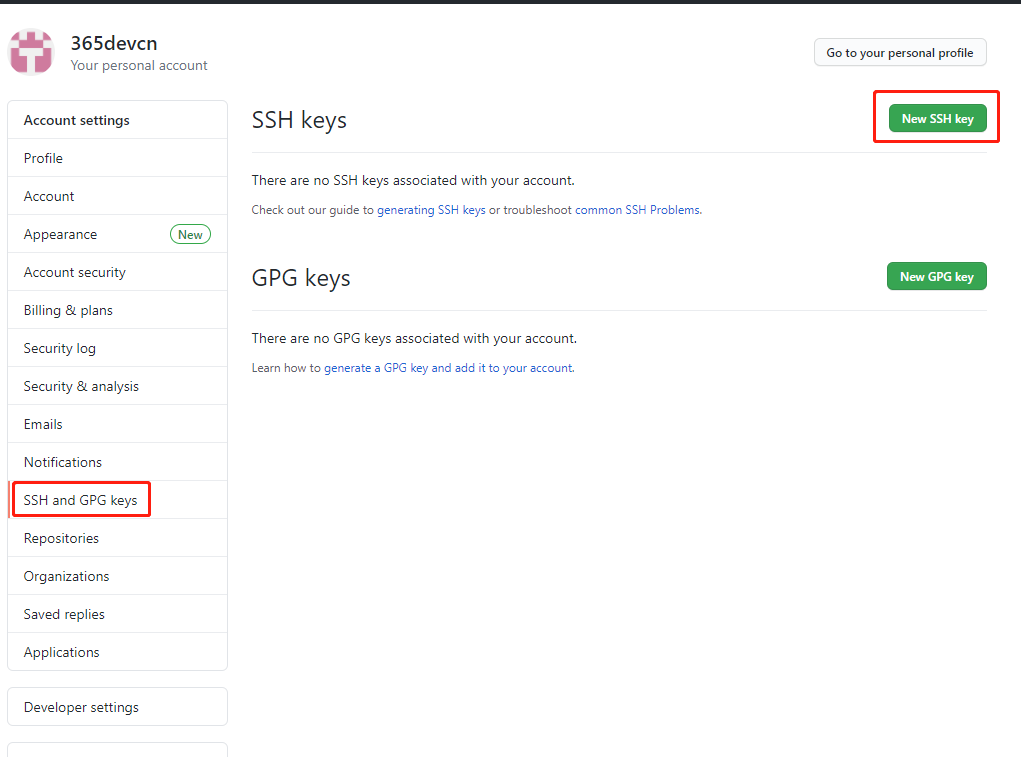 365devcn
Your personal account
Go to your personal profile
Account settings
Profile
Account
Appearance New
Account security
Billing & plans
Security log
Security & analysis
Emails
Notifications
SSH and GPG keys
Repositories
Organizations
Saved replies
Applications
Developer settings
SSH keys
New SSH key
There are no SSH keys associated with your account.
Check out our guide to generating SSH keys or troubleshoot common SSH Problems.
GPG keys
New GPG key
There are no GPG keys associated with your account.
Learn how to generate a GPG key and add it to your account.